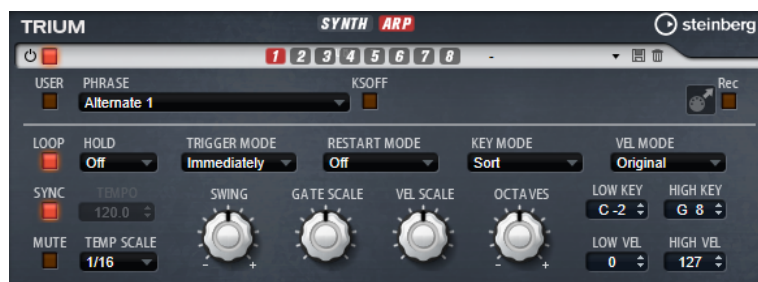 TRIUM SYNTH ARP steinberg
1 2 3 4 5 6 7 8 -
USER PHRASE KSOFF Rec
Alternate 1
LOOP HOLD TRIGGER MODE RESTART MODE KEY MODE VEL MODE
Off Immediately Off Sort Original
SYNC TEMPO SWING GATE SCALE VEL SCALE OCTAVES LOW KEY HIGH KEY
120.0 C -2 G 8
MUTE TEMP SCALE LOW VEL HIGH VEL
1/16 - + - + 0 127